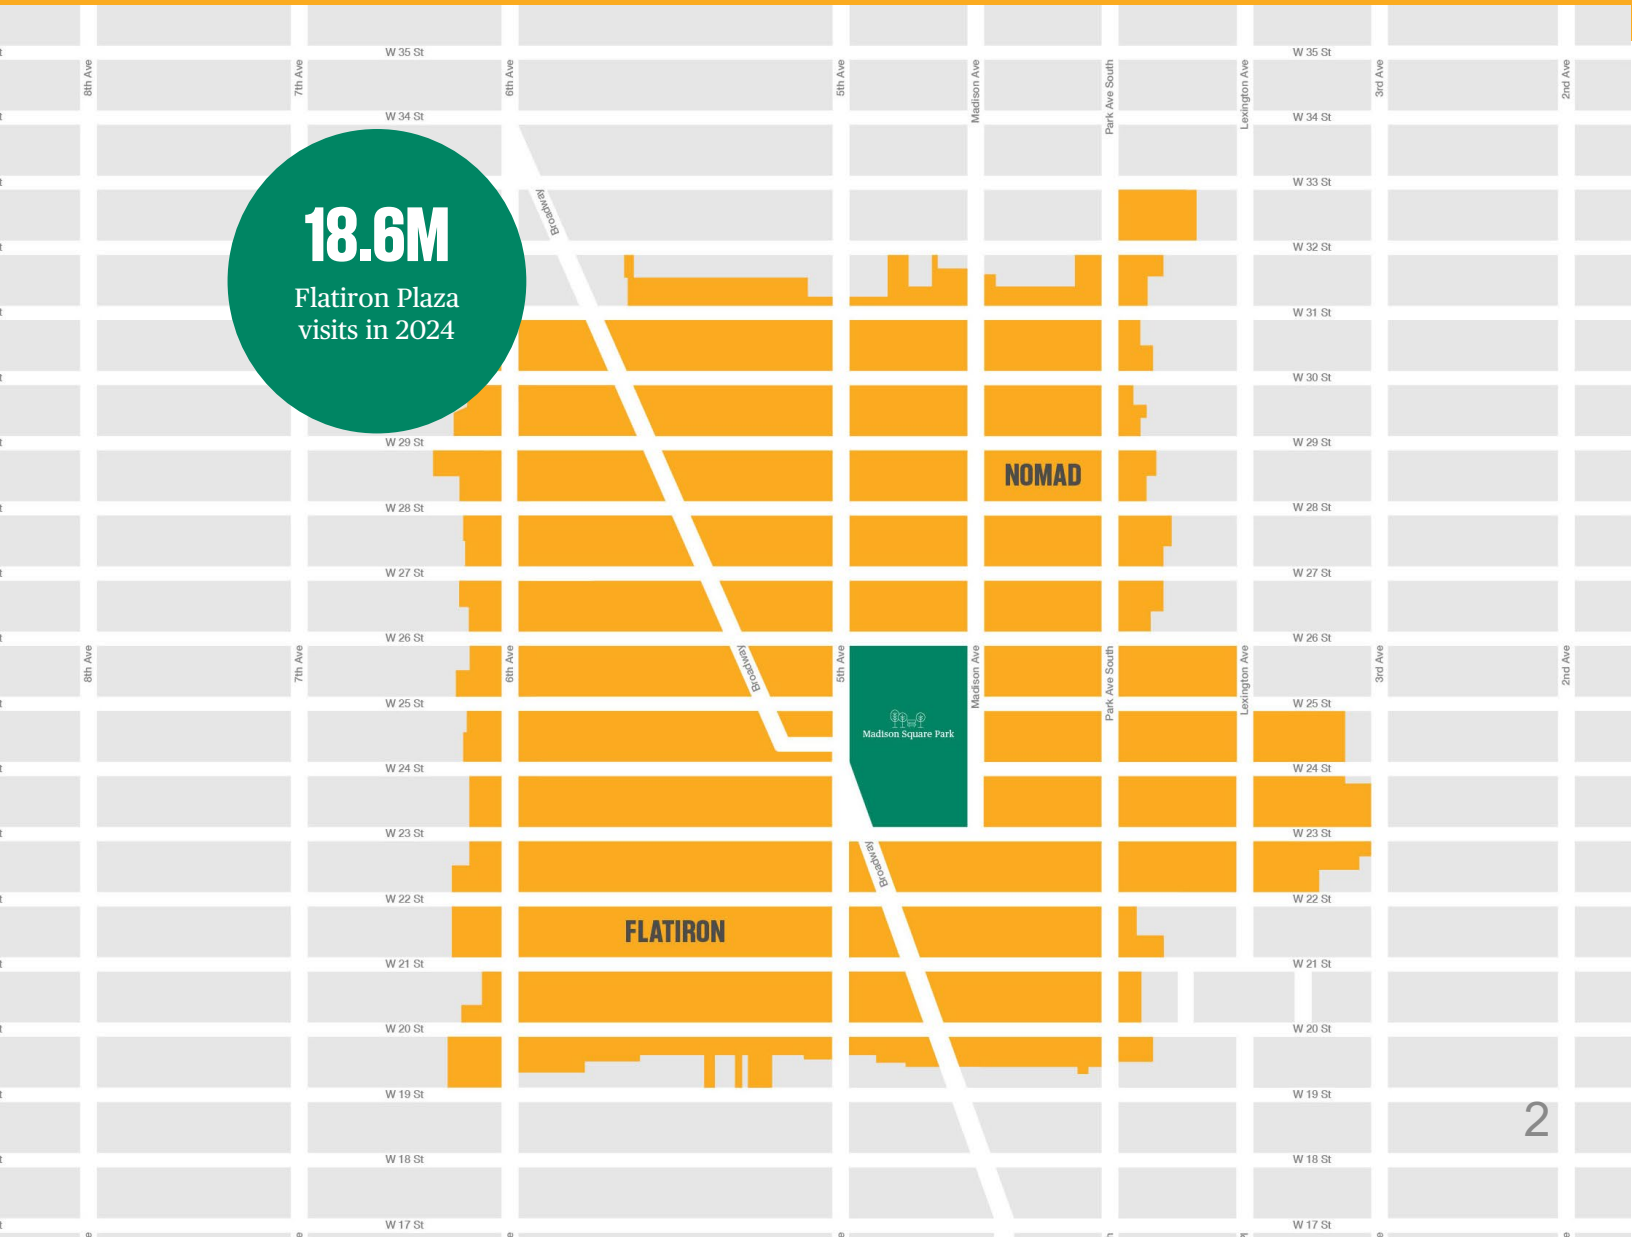 W 35 St
W 35 St
8th Ave
7th Ave
6th Ave
5th Ave
Madison Ave
Park Ave South
Lexington Ave
3rd Ave
2nd Ave
W 34 St
W 34 St
W 33 St
Broadway
18.6M
Flatiron Plaza
visits in 2024
W 32 St
W 31 St
W 30 St
W 29 St
W 29 St
NOMAD
W 28 St
W 28 St
W 27 St
W 27 St
W 26 St
W 26 St
8th Ave
7th Ave
6th Ave
Broadway
5th Ave
Madison Ave
Park Ave South
Lexington Ave
3rd Ave
2nd Ave
W 25 St
W 25 St
Madison Square Park
W 24 St
W 24 St
W 23 St
W 23 St
Broadway
W 22 St
W 22 St
FLATIRON
W 21 St
W 21 St
W 20 St
W 20 St
W 19 St
W 19 St
2
W 18 St
W 18 St
W 17 St
W 17 St